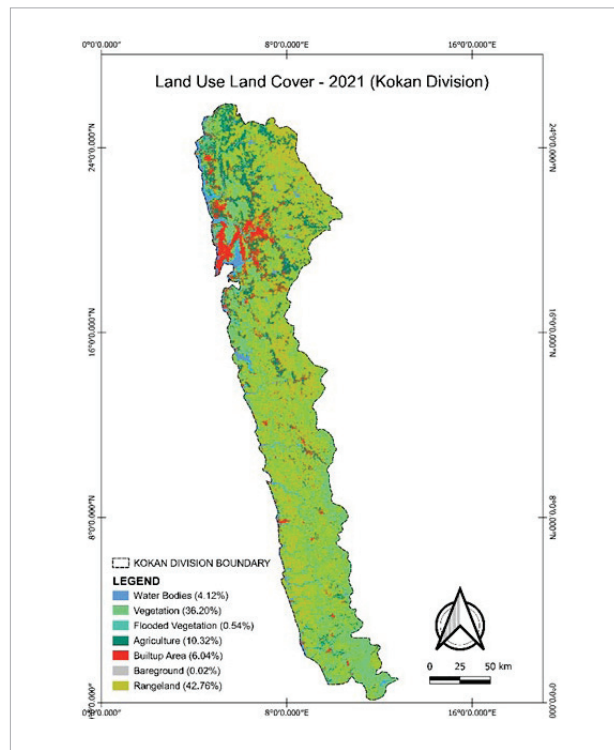 0°0'0.000" 8°0'0.000"E 16°0'0.000"E
Land Use Land Cover - 2021 (Kokan Division)
24°0'0.000"N 24°0'0.000"N
16°0'0.000"N 16°0'0.000"N
8°0'0.000"N 8°0'0.000"N
KOKAN DIVISION BOUNDARY
LEGEND
Water Bodies (4.12%)
Vegetation (36.20%)
Flooded Vegetation (0.54%)
Agriculture (10.32%)
Builtup Area (6.04%)
Bareground (0.02%)
Rangeland (42.76%)
0 25 50 km
0°0'0.000"
0°0'0.000" 8°0'0.000"E 16°0'0.000"E